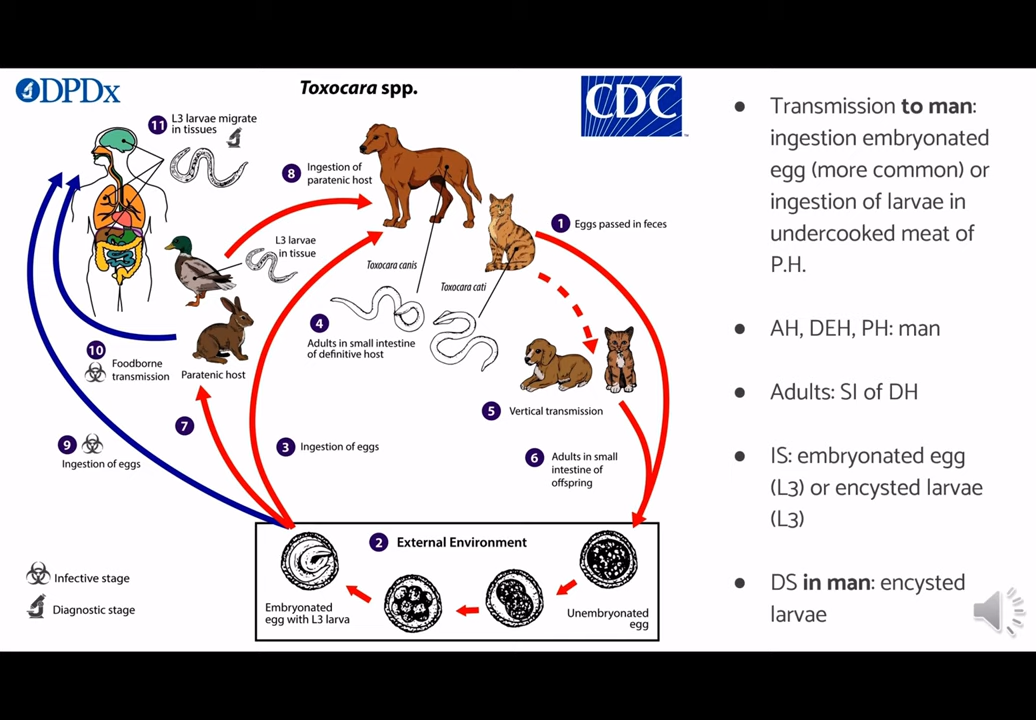 DPDx
Toxocara spp.
CDC
11 L3 larvae migrate
in tissues
8 Ingestion of
paratenic host
1 Eggs passed in feces
L3 larvae
in tissue
Toxocara canis
Toxocara cati
4
Adults in small intestine
of definitive host
10
Foodborne
transmission
Paratenic host
5 Vertical transmission
7
3 Ingestion of eggs
9
Ingestion of eggs
6 Adults in small
intestine of
offspring
2 External Environment
Embryonated
egg with L3 larva
Unembryonated
egg
Infective stage
Diagnostic stage
● Transmission to man:
ingestion embryonated
egg (more common) or
ingestion of larvae in
undercooked meat of
P.H.
● AH, DEH, PH: man
● Adults: SI of DH
● IS: embryonated egg
(L3) or encysted larvae
(L3)
● DS in man: encysted
larvae